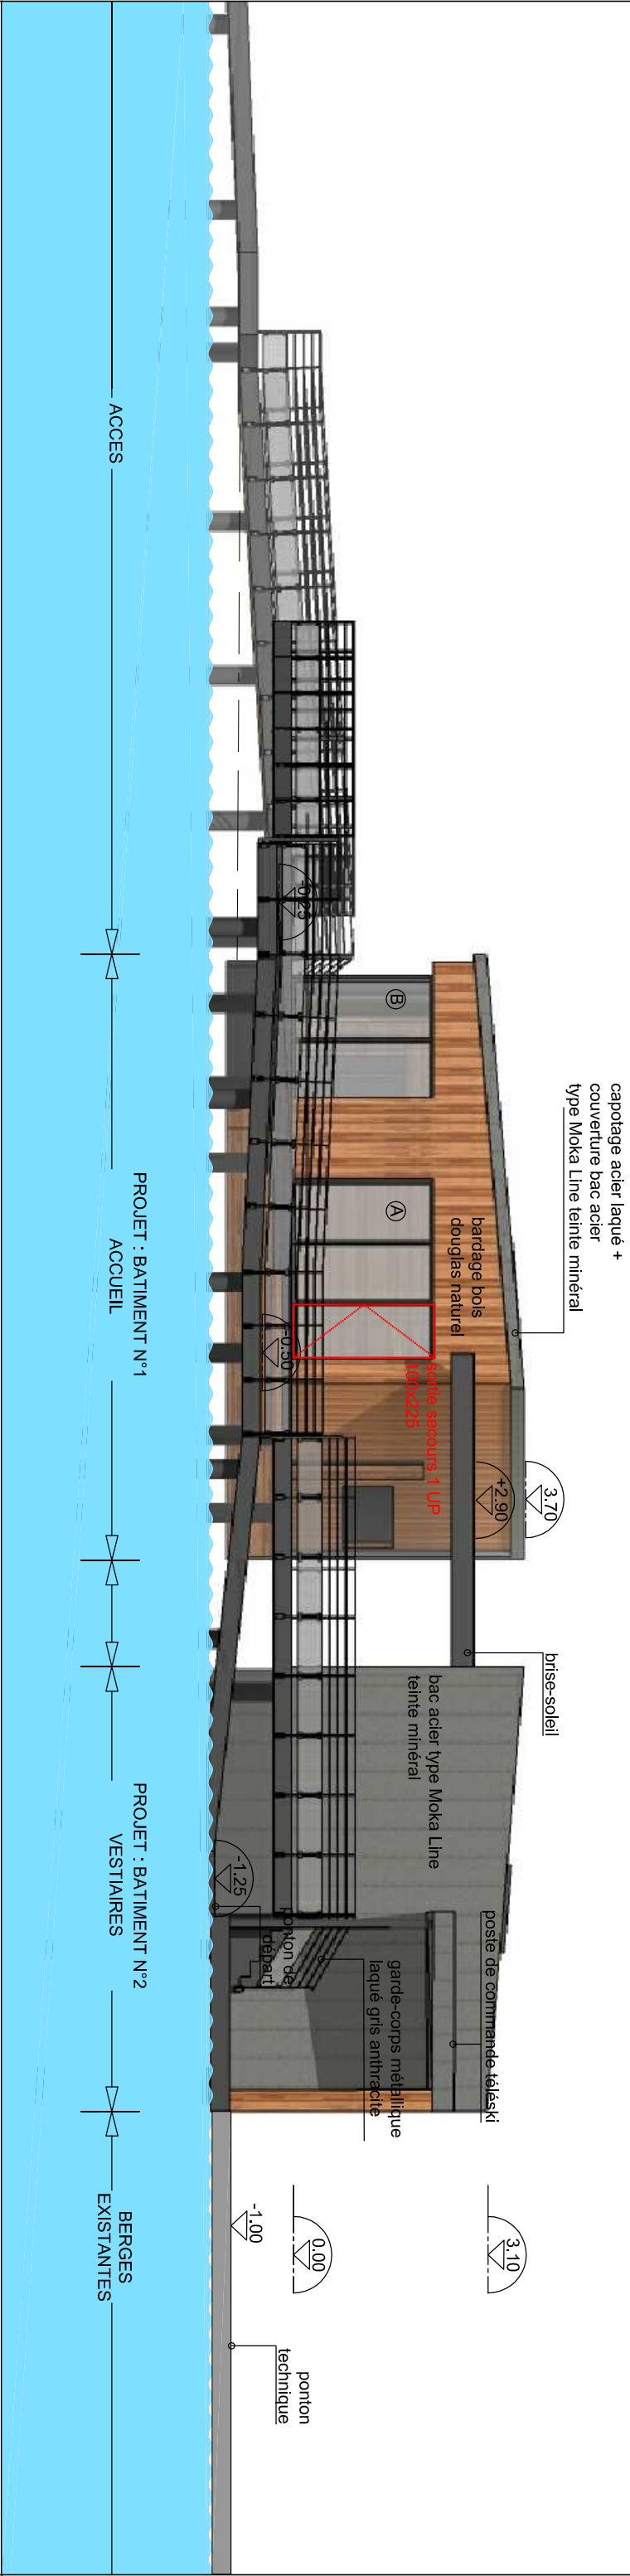 capotage acier laqué +
couverture bac acier
type Moka Line teinte minéral
bardage bois
douglas naturel
B
A
sortie secours 1 UP
100x225
3.70
+2.90
brise-soleil
bac acier type Moka Line
teinte minéral
poste de commande téléski
garde-corps métallique
laqué gris anthracite
ponton de
départ
-0.25
-0.50
-1.25
3.10
0.00
-1.00
ponton
technique
ACCES
PROJET : BATIMENT N°1
ACCUEIL
PROJET : BATIMENT N°2
VESTIAIRES
BERGES
EXISTANTES